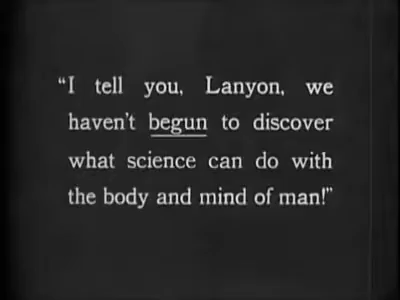 “I tell you, Lanyon, we
haven't begun to discover
what science can do with
the body and mind of man!”